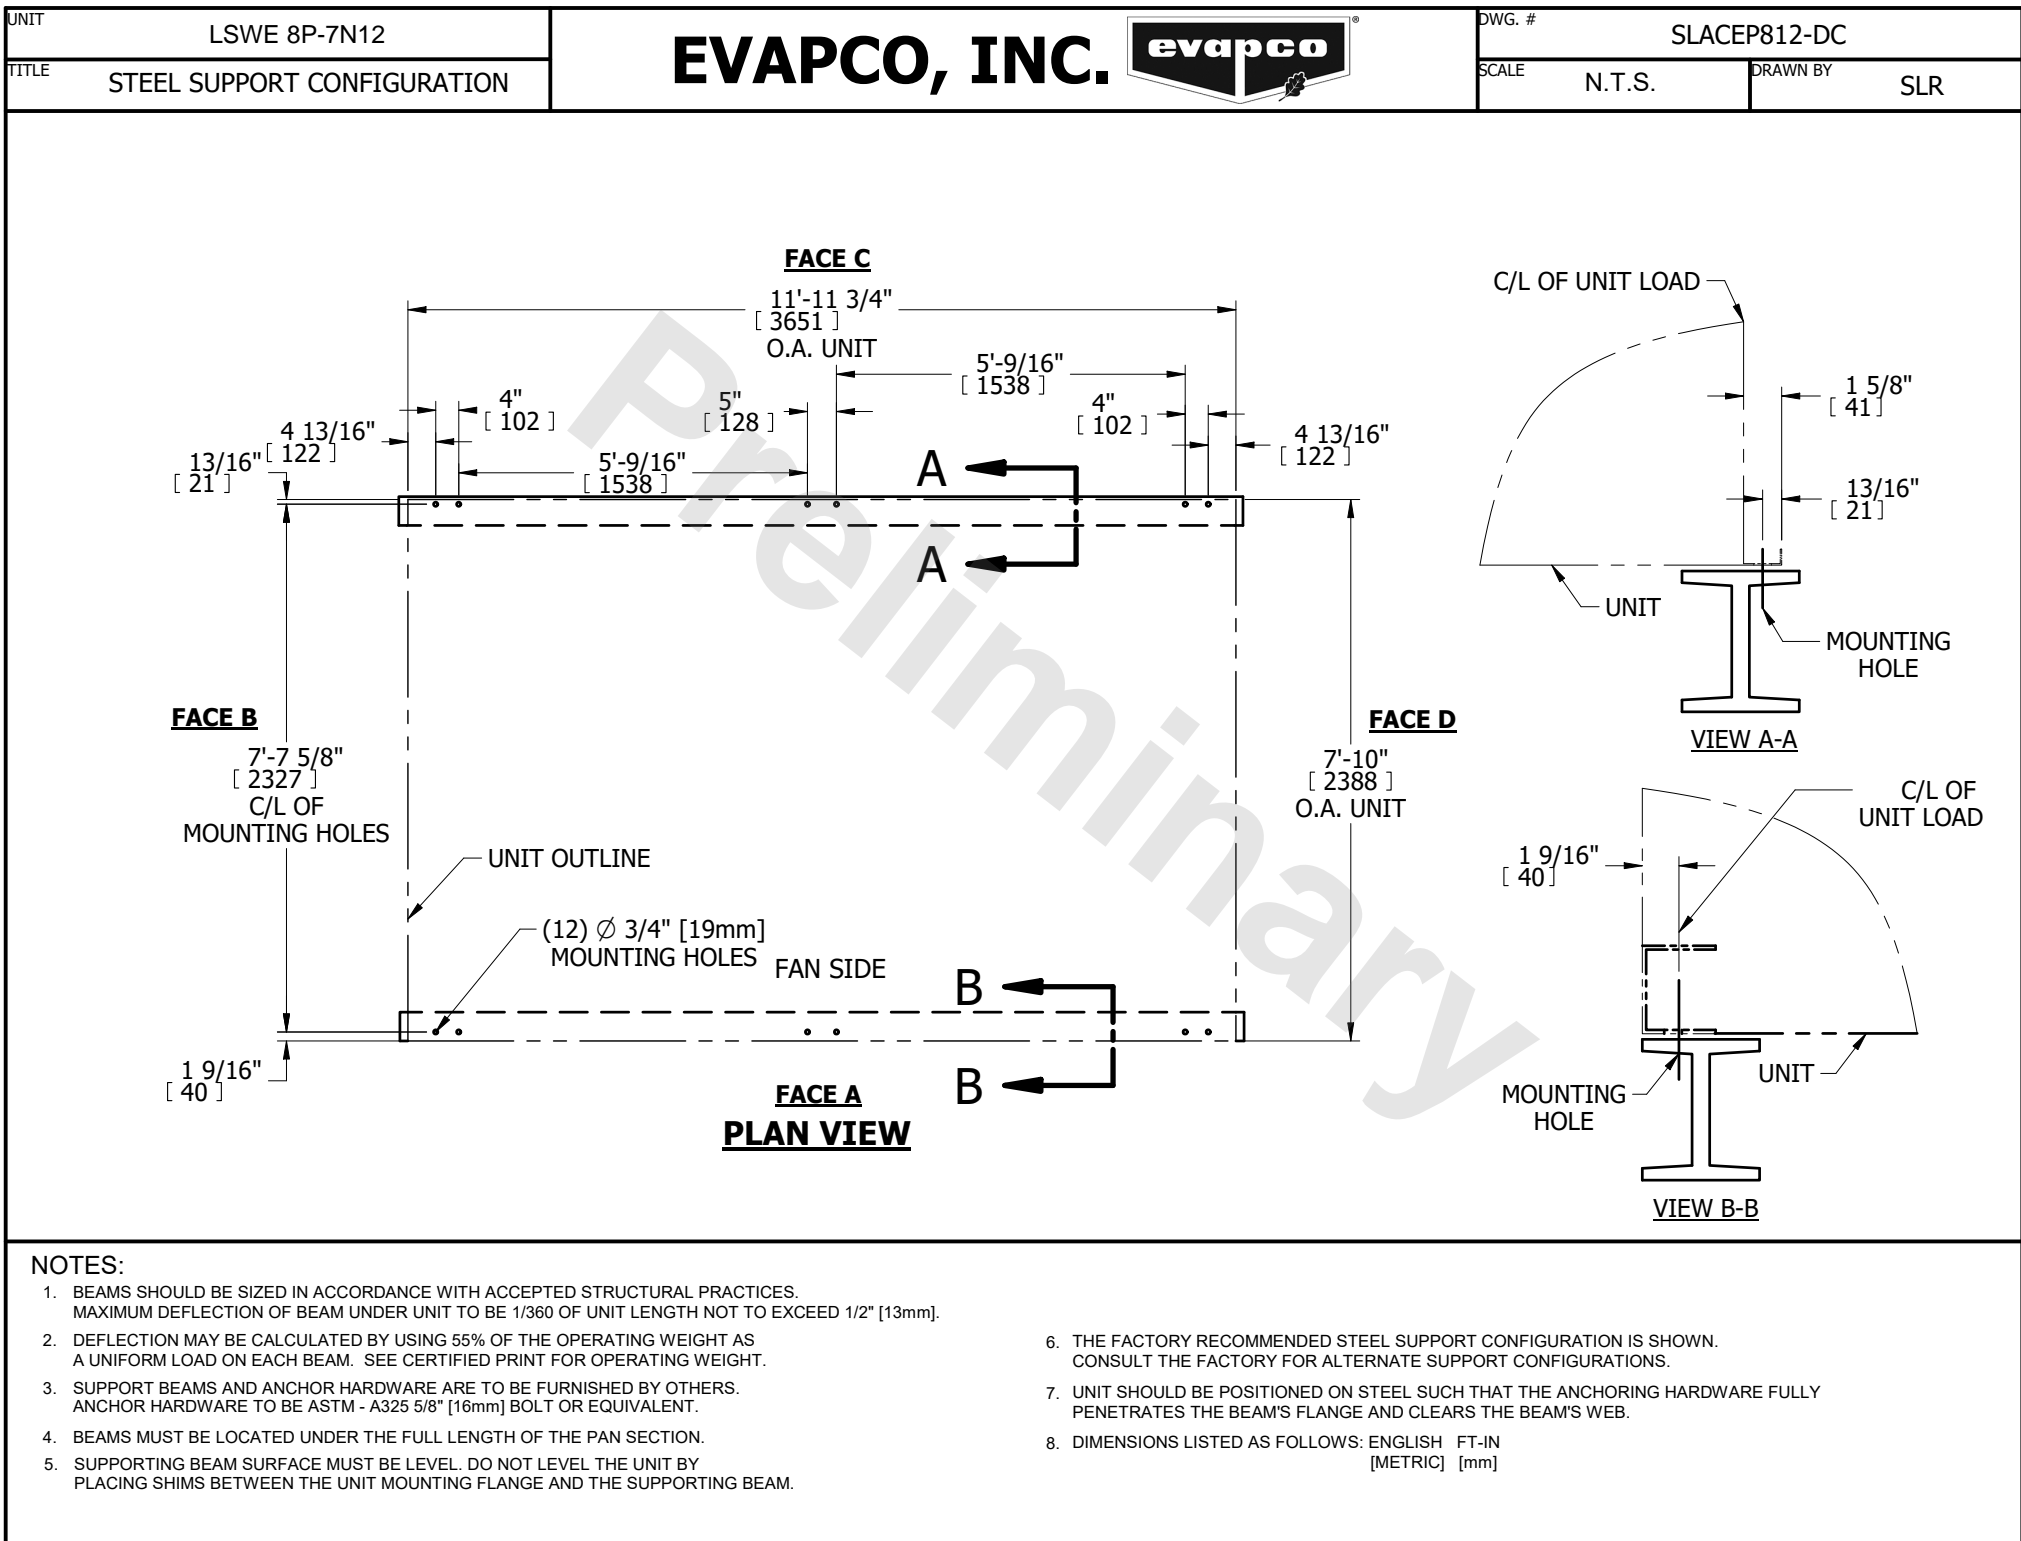 UNIT
LSWE 8P-7N12
TITLE
STEEL SUPPORT CONFIGURATION
EVAPCO, INC.
evapco
®
DWG. #
SLACEP812-DC
SCALE
N.T.S.
DRAWN BY
SLR
FACE C
11'-11 3/4"
[ 3651 ]
O.A. UNIT
5'-9/16"
[ 1538 ]
4"
[ 102 ]
5"
[ 128 ]
4"
[ 102 ]
4 13/16"
[ 122 ]
4 13/16"
[ 122 ]
13/16"
[ 21 ]
5'-9/16"
[ 1538 ]
A
A
FACE B
7'-7 5/8"
[ 2327 ]
C/L OF
MOUNTING HOLES
FACE D
7'-10"
[ 2388 ]
O.A. UNIT
UNIT OUTLINE
(12) Ø 3/4" [19mm]
MOUNTING HOLES
FAN SIDE
B
B
1 9/16"
[ 40 ]
FACE A
PLAN VIEW
Preliminary
C/L OF UNIT LOAD
1 5/8"
[ 41 ]
13/16"
[ 21 ]
UNIT
MOUNTING
HOLE
VIEW A-A
C/L OF
UNIT LOAD
1 9/16"
[ 40 ]
UNIT
MOUNTING
HOLE
VIEW B-B
NOTES:
1. BEAMS SHOULD BE SIZED IN ACCORDANCE WITH ACCEPTED STRUCTURAL PRACTICES.
MAXIMUM DEFLECTION OF BEAM UNDER UNIT TO BE 1/360 OF UNIT LENGTH NOT TO EXCEED 1/2" [13mm].
2. DEFLECTION MAY BE CALCULATED BY USING 55% OF THE OPERATING WEIGHT AS
A UNIFORM LOAD ON EACH BEAM. SEE CERTIFIED PRINT FOR OPERATING WEIGHT.
3. SUPPORT BEAMS AND ANCHOR HARDWARE ARE TO BE FURNISHED BY OTHERS.
ANCHOR HARDWARE TO BE ASTM - A325 5/8" [16mm] BOLT OR EQUIVALENT.
4. BEAMS MUST BE LOCATED UNDER THE FULL LENGTH OF THE PAN SECTION.
5. SUPPORTING BEAM SURFACE MUST BE LEVEL. DO NOT LEVEL THE UNIT BY
PLACING SHIMS BETWEEN THE UNIT MOUNTING FLANGE AND THE SUPPORTING BEAM.
6. THE FACTORY RECOMMENDED STEEL SUPPORT CONFIGURATION IS SHOWN.
CONSULT THE FACTORY FOR ALTERNATE SUPPORT CONFIGURATIONS.
7. UNIT SHOULD BE POSITIONED ON STEEL SUCH THAT THE ANCHORING HARDWARE FULLY
PENETRATES THE BEAM'S FLANGE AND CLEARS THE BEAM'S WEB.
8. DIMENSIONS LISTED AS FOLLOWS: ENGLISH FT-IN
[METRIC] [mm]